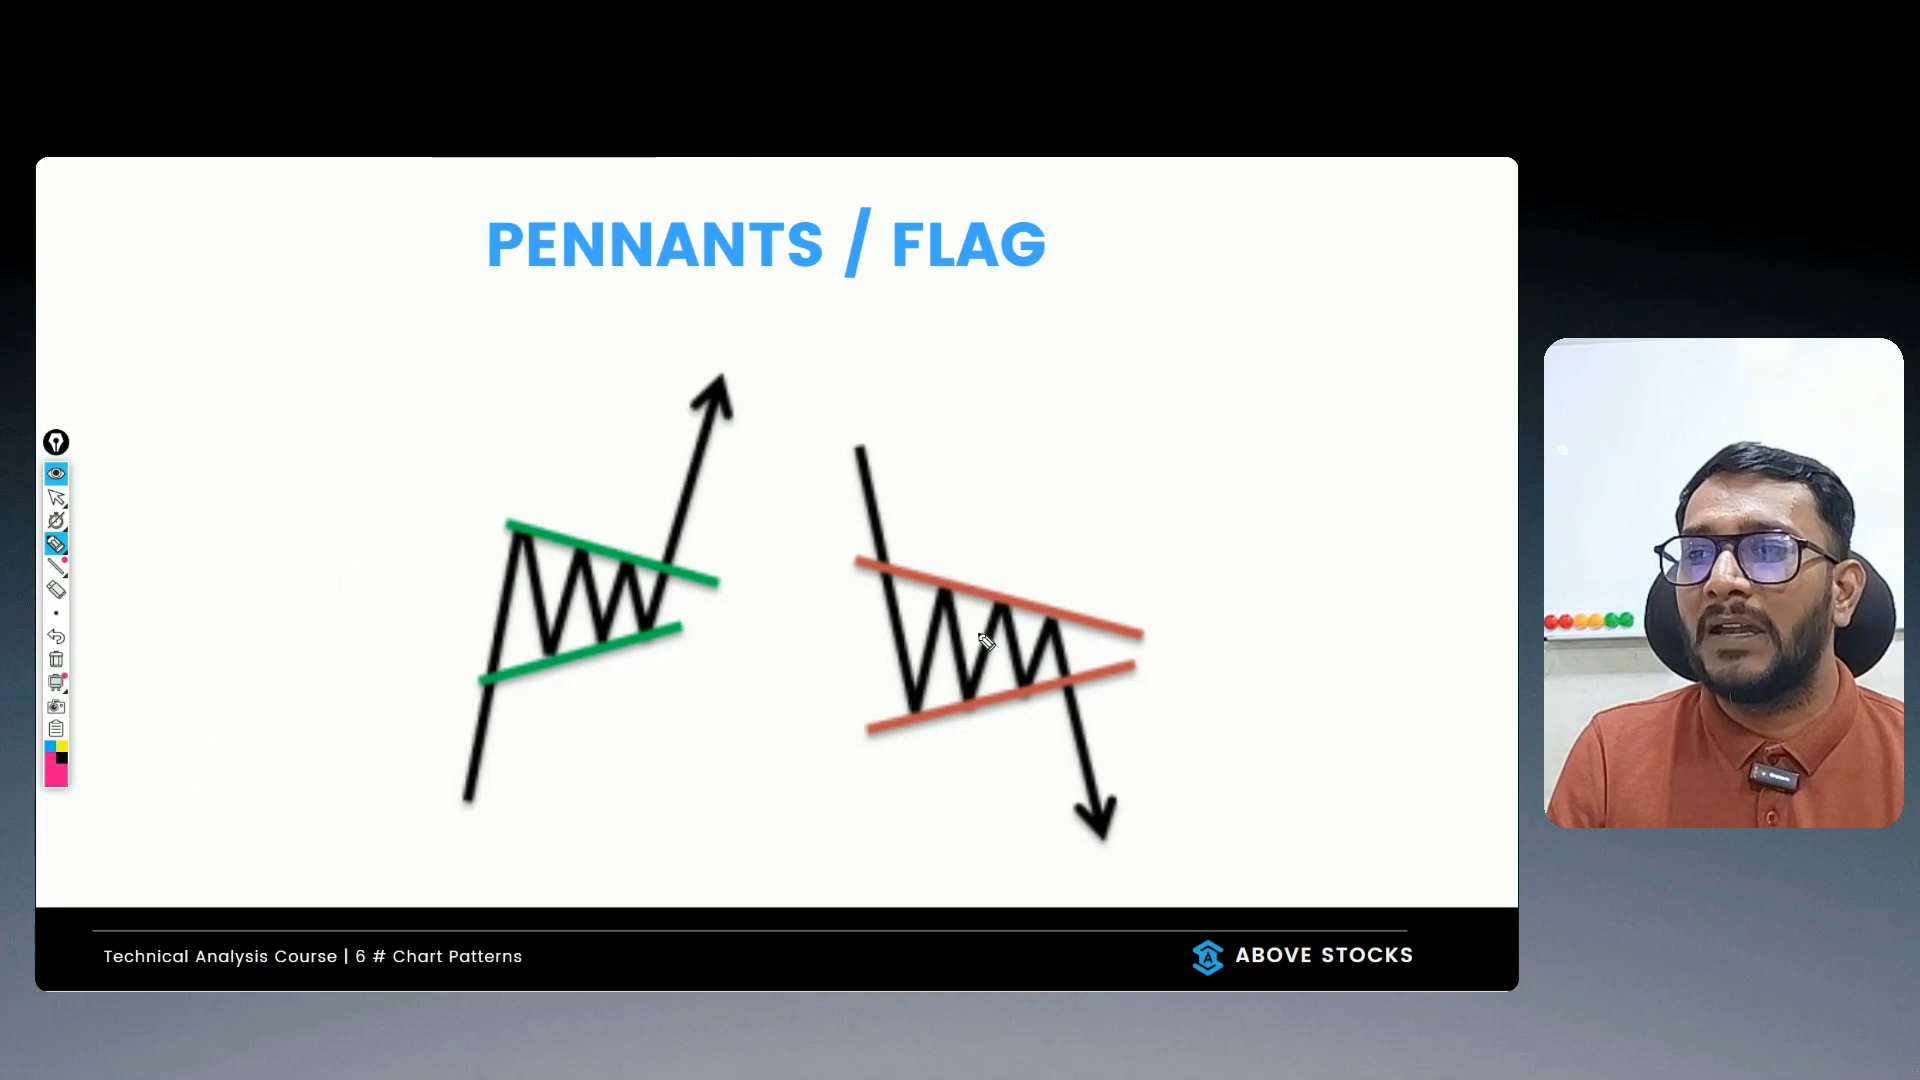 PENNANTS / FLAG
Technical Analysis Course | 6 # Chart Patterns
ABOVE STOCKS